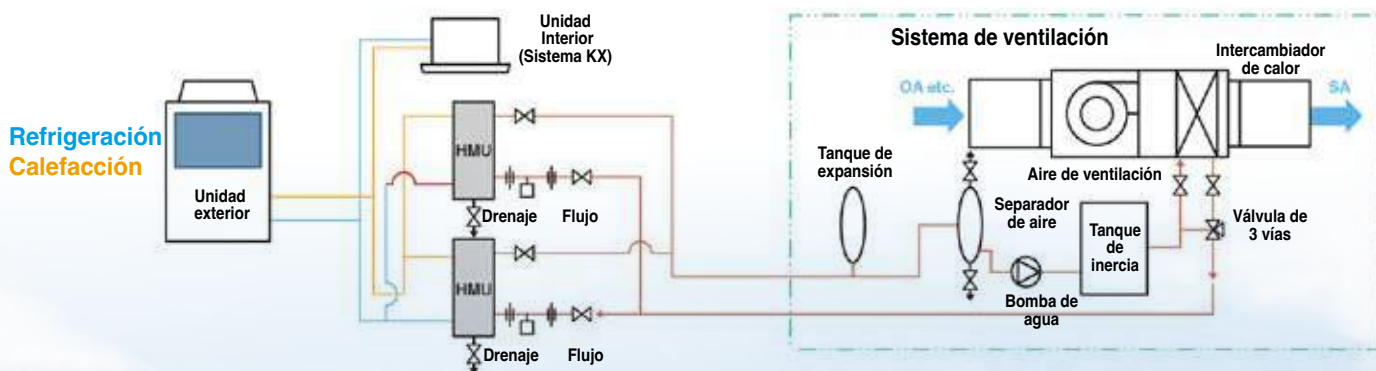 Unidad
Interior
(Sistema KX)
Sistema de ventilación
Intercambiador
de calor
OA etc.
SA
Refrigeración
Calefacción
Unidad
exterior
HMU
Drenaje
Flujo
HMU
Drenaje
Flujo
Tanque de
expansión
Separador
de aire
Aire de ventilación
Tanque
de
inercia
Válvula de
3 vías
Bomba de
agua